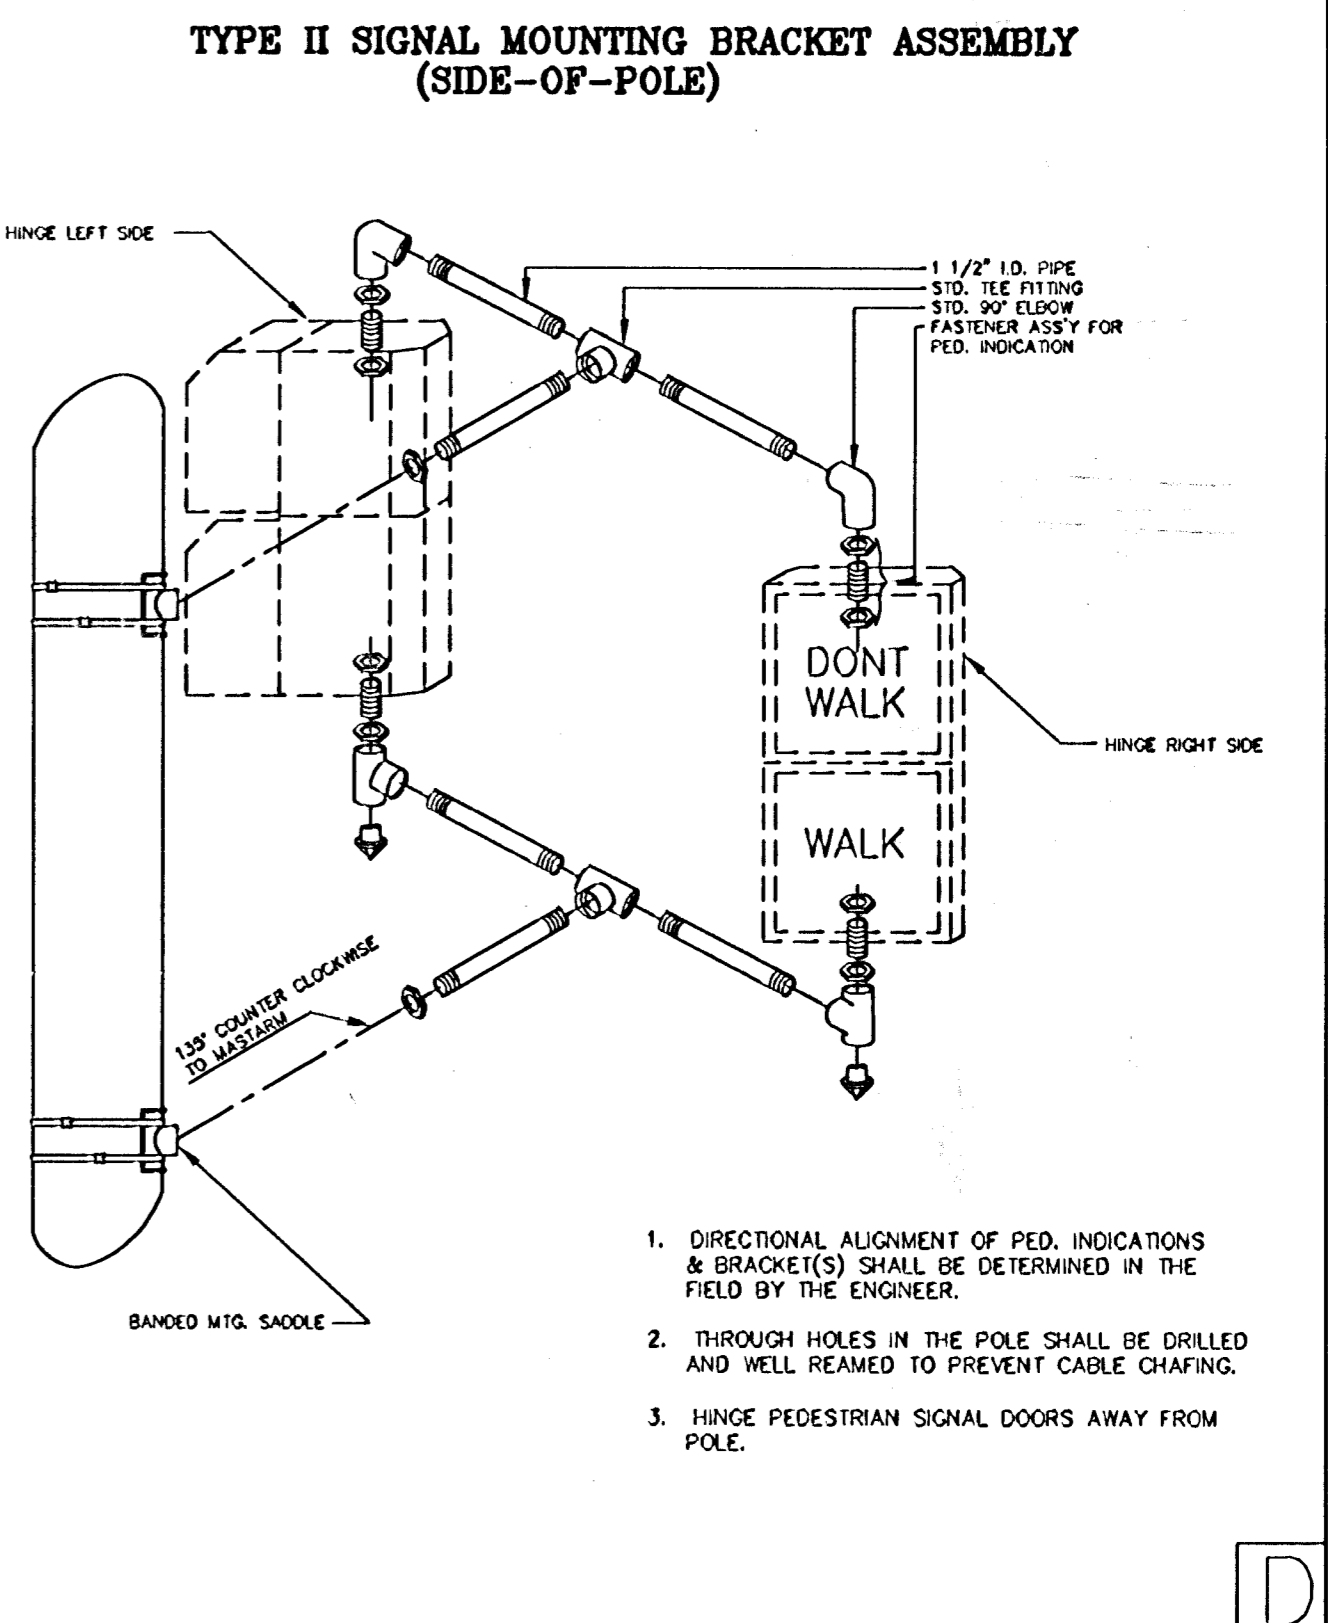 TYPE II SIGNAL MOUNTING BRACKET ASSEMBLY
(SIDE-OF-POLE)
HINGE LEFT SIDE
1 1/2" I.D. PIPE
STD. TEE FITTING
STD. 90° ELBOW
FASTENER ASS'Y FOR
PED. INDICATION
DONT
WALK
HINGE RIGHT SIDE
WALK
135° COUNTER CLOCKWISE
TO MASTARM
BANDED MTG. SADDLE
1. DIRECTIONAL ALIGNMENT OF PED. INDICATIONS
& BRACKET(S) SHALL BE DETERMINED IN THE
FIELD BY THE ENGINEER.
2. THROUGH HOLES IN THE POLE SHALL BE DRILLED
AND WELL REAMED TO PREVENT CABLE CHAFING.
3. HINGE PEDESTRIAN SIGNAL DOORS AWAY FROM
POLE.
D